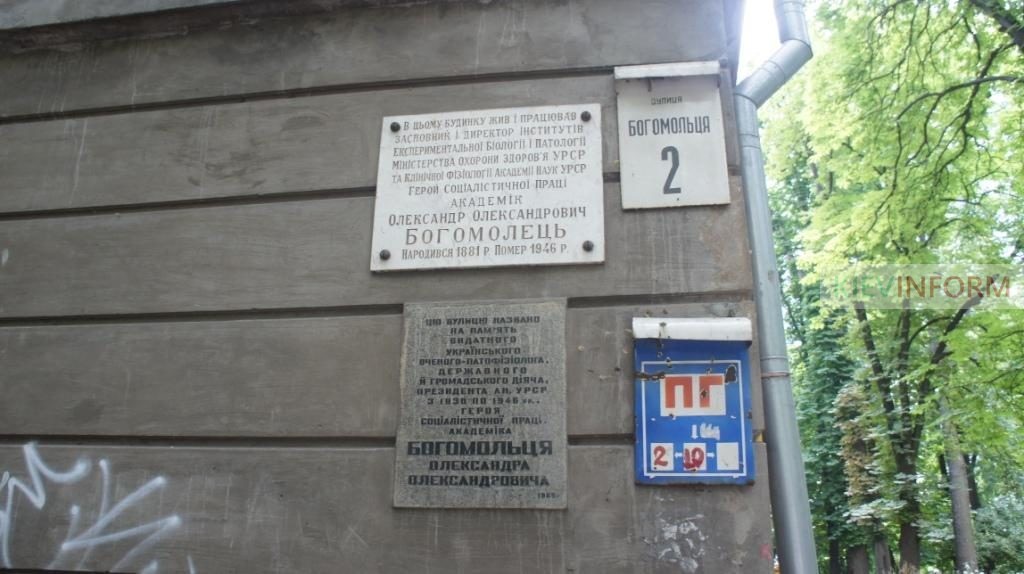 В цьому будинку жив і працював
засновник і директор інститутів
експериментальної біології і патології
Міністерства охорони здоров'я УРСР
та клінічної фізіології Академії наук УРСР
Герой Соціалістичної Праці
академік
Олександр Олександрович
БОГОМОЛЕЦЬ
Народився 1881 р. Помер 1946 р.
вулиця
БОГОМОЛЬЦЯ
2
ЦЮ ВУЛИЦЮ НАЗВАНО
НА ПАМ'ЯТЬ
ВИДАТНОГО
УКРАЇНСЬКОГО
ВЧЕНОГО-ПАТОФІЗІОЛОГА,
ДЕРЖАВНОГО
Й ГРОМАДСЬКОГО ДІЯЧА,
ПРЕЗИДЕНТА АН УРСР
З 1930 ПО 1946 рр.,
ГЕРОЯ
СОЦІАЛІСТИЧНОЇ ПРАЦІ
АКАДЕМІКА
БОГОМОЛЬЦЯ
ОЛЕКСАНДРА
ОЛЕКСАНДРОВИЧА
ПГ
2 10
INFORM